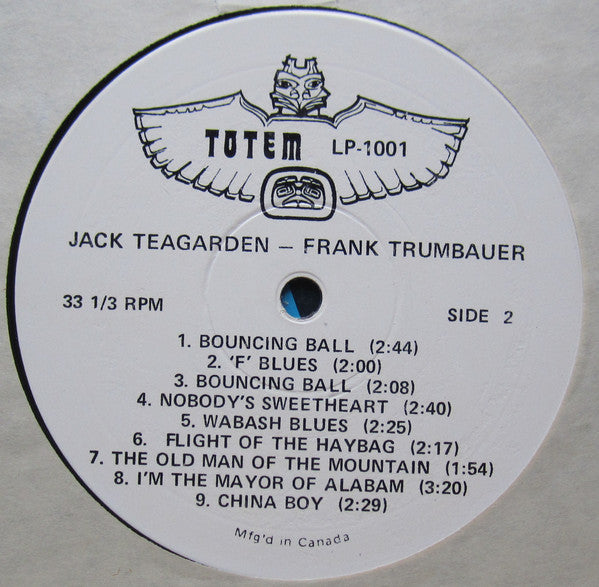 TOTEM LP-1001
JACK TEAGARDEN – FRANK TRUMBAUER
33 1/3 RPM
SIDE 2
1. BOUNCING BALL (2:44)
2. 'F' BLUES (2:00)
3. BOUNCING BALL (2:08)
4. NOBODY'S SWEETHEART (2:40)
5. WABASH BLUES (2:25)
6. FLIGHT OF THE HAYBAG (2:17)
7. THE OLD MAN OF THE MOUNTAIN (1:54)
8. I'M THE MAYOR OF ALABAM (3:20)
9. CHINA BOY (2:29)
Mfg'd in Canada